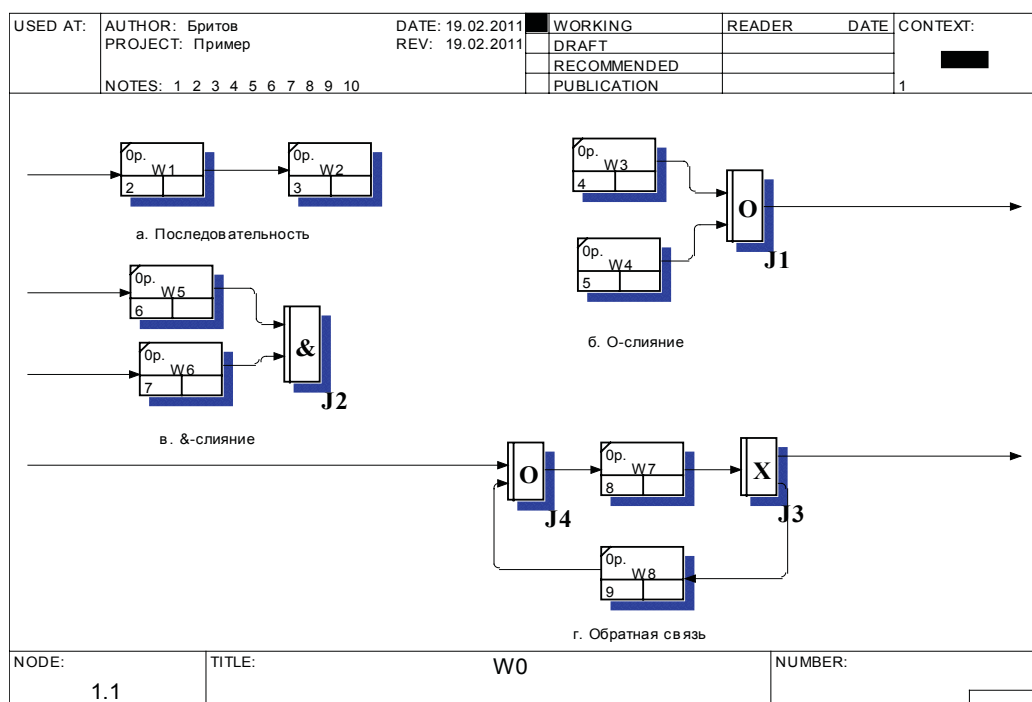 USED AT:
AUTHOR: Бритов
DATE: 19.02.2011
WORKING
READER
DATE
CONTEXT:
PROJECT: Пример
REV: 19.02.2011
DRAFT
RECOMMENDED
NOTES: 1 2 3 4 5 6 7 8 9 10
PUBLICATION
1
0р.
W1
2
0р.
W2
3
а. Последовательность
0р.
W3
4
0р.
W4
5
O
J1
б. О-слияние
0р.
W5
6
0р.
W6
7
&
J2
в. &-слияние
O
J4
0р.
W7
8
X
J3
0р.
W8
9
г. Обратная связь
NODE:
1.1
TITLE:
W0
NUMBER: